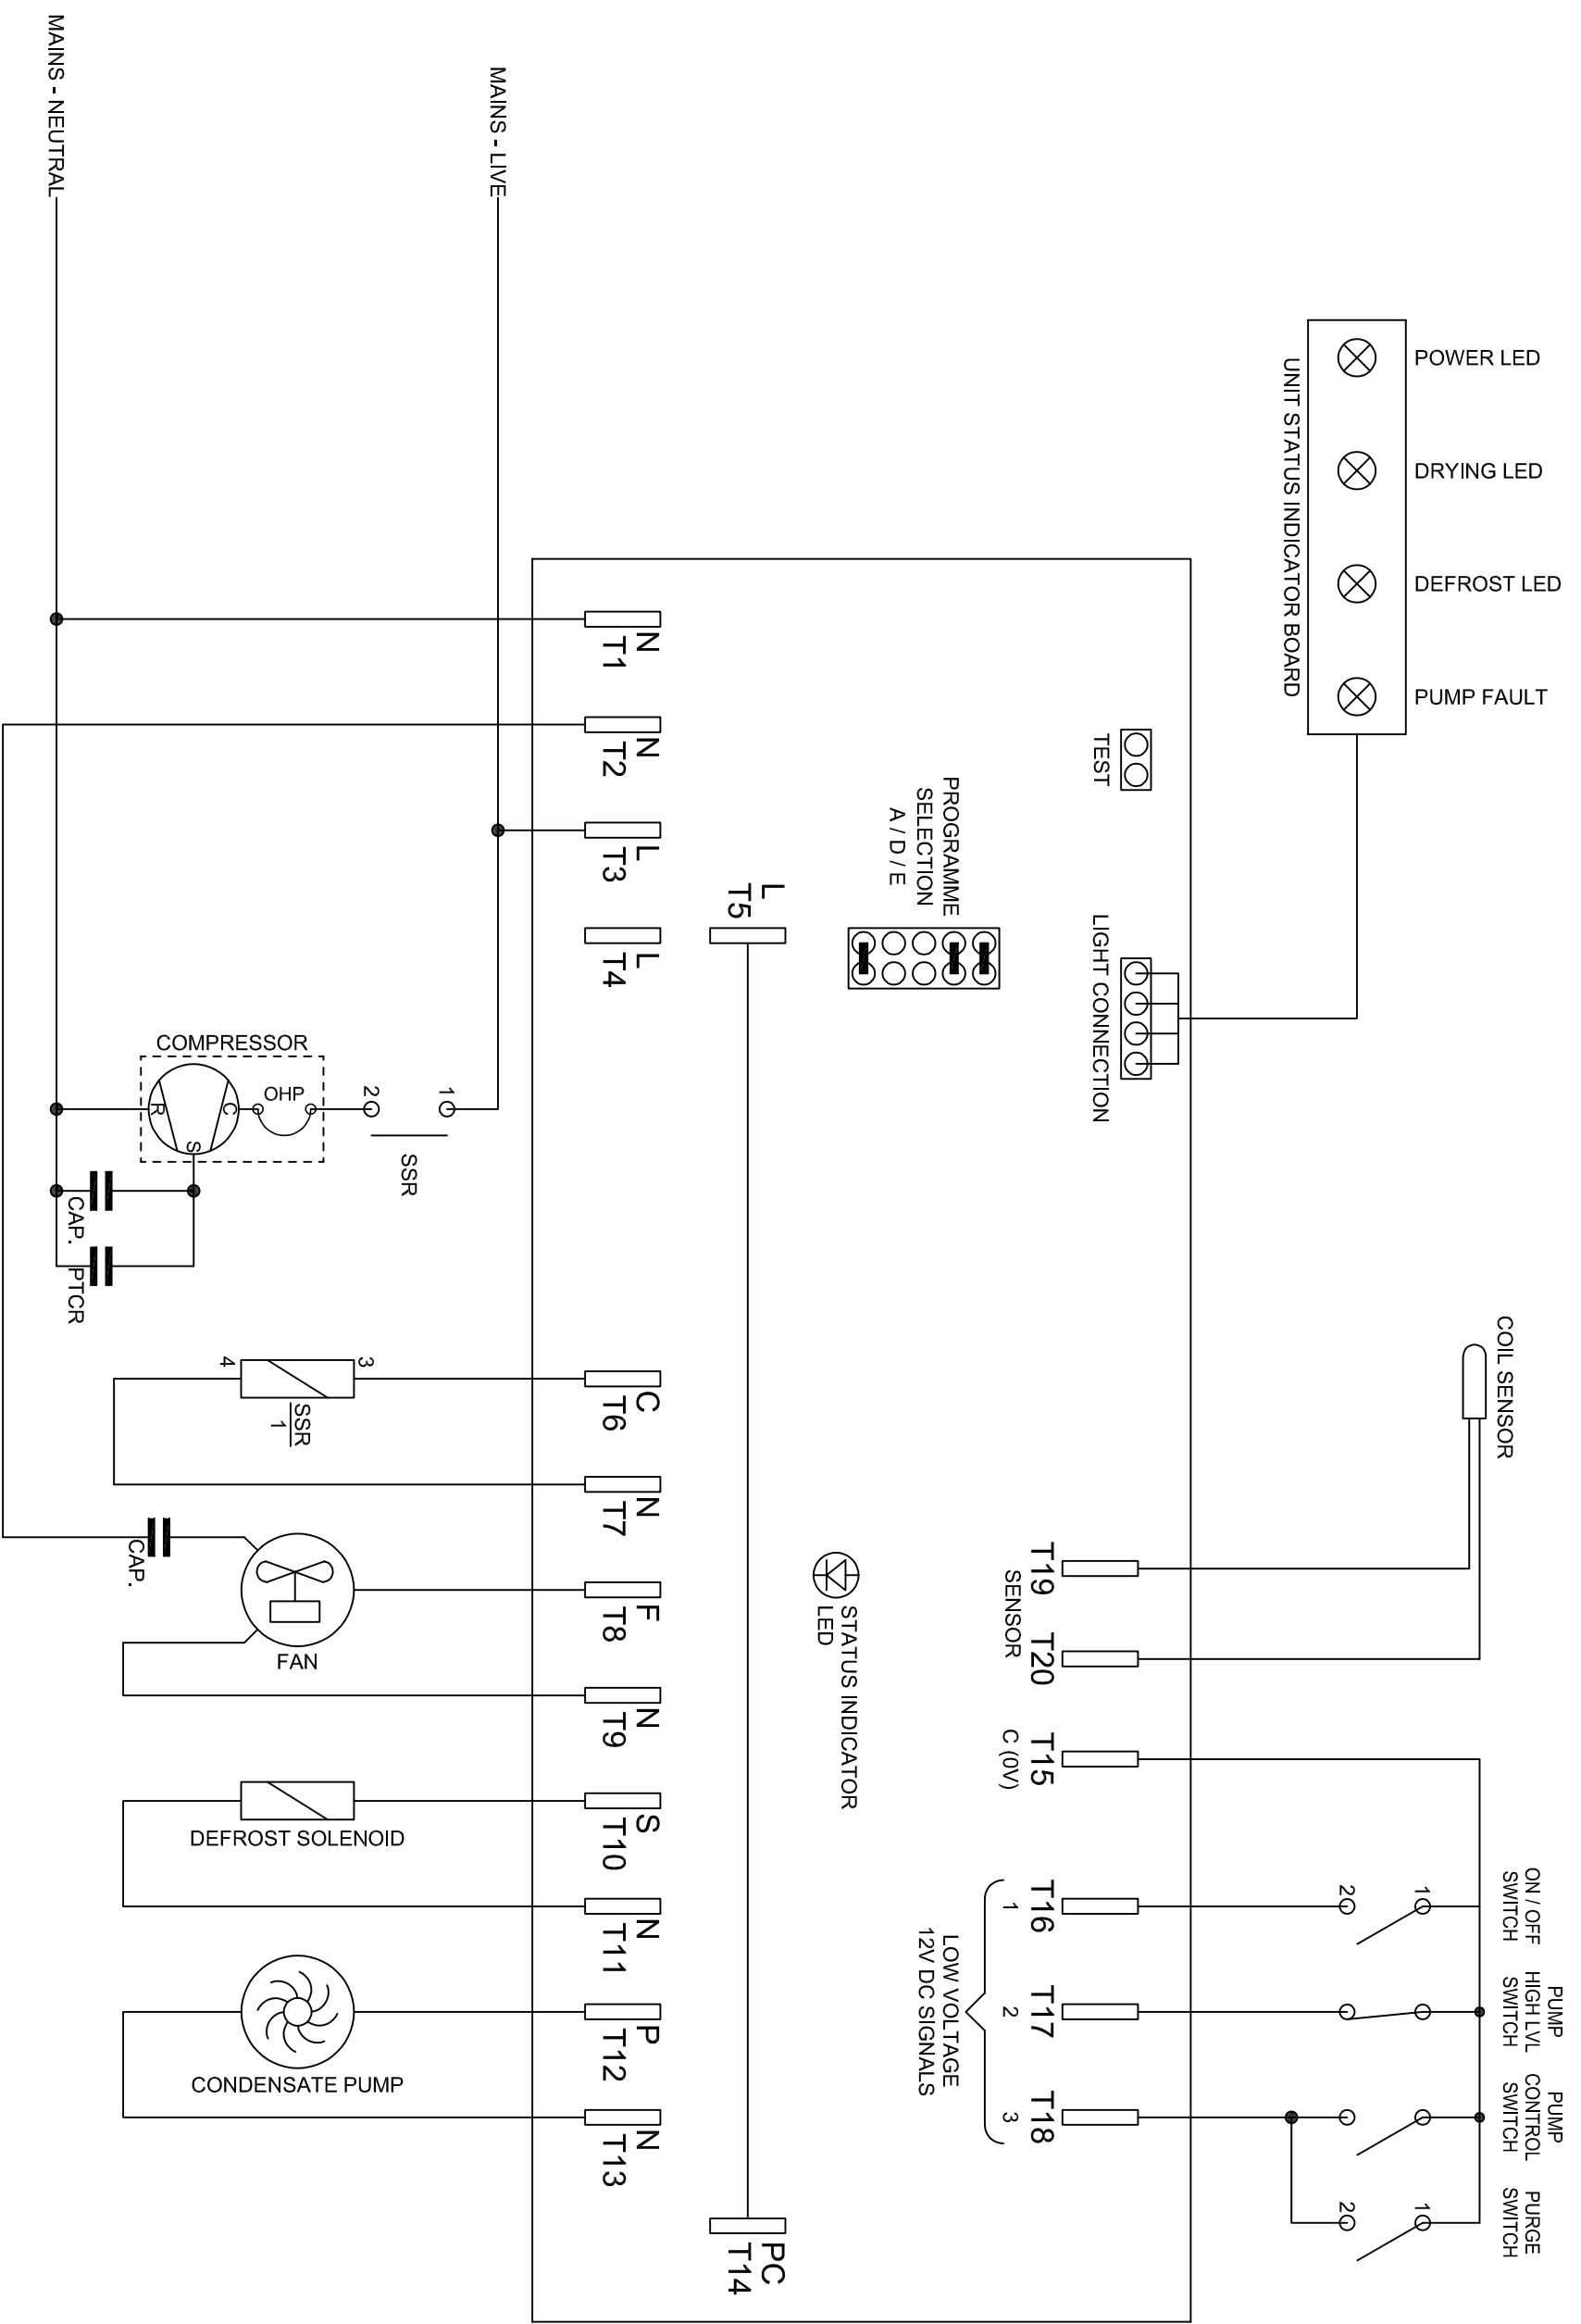 MAINS - NEUTRAL
MAINS - LIVE
POWER LED
DRYING LED
DEFROST LED
PUMP FAULT
UNIT STATUS INDICATOR BOARD
N
T1
N
T2
L
T3
L
T4
L
T5
TEST
PROGRAMME
SELECTION
A / D / E
LIGHT CONNECTION
COMPRESSOR
OHP
R
C
S
2
1
SSR
CAP.
PTCR
COIL SENSOR
4
3
SSR
1
C
T6
N
T7
CAP.
FAN
F
T8
N
T9
STATUS INDICATOR
LED
T19
SENSOR
T20
T15
C (0V)
DEFROST SOLENOID
S
T10
N
T11
CONDENSATE PUMP
P
T12
N
T13
LOW VOLTAGE
12V DC SIGNALS
T16
1
T17
2
T18
3
ON / OFF
SWITCH
2
1
PUMP
HIGH LVL
SWITCH
PUMP
CONTROL
SWITCH
PURGE
SWITCH
2
1
PC
T14